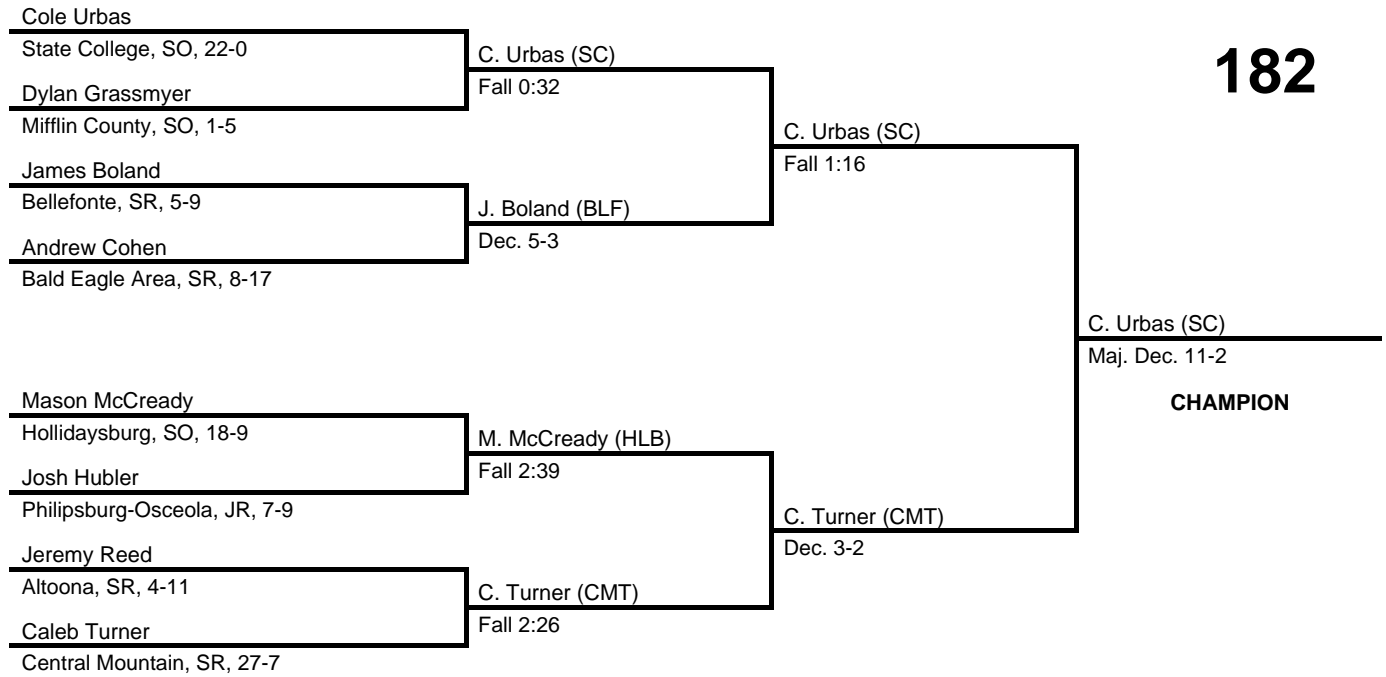 Cole Urbas
State College, SO, 22-0
Dylan Grassmyer
Mifflin County, SO, 1-5
James Boland
Bellefonte, SR, 5-9
Andrew Cohen
Bald Eagle Area, SR, 8-17
Mason McCready
Hollidaysburg, SO, 18-9
Josh Hubler
Philipsburg-Osceola, JR, 7-9
Jeremy Reed
Altoona, SR, 4-11
Caleb Turner
Central Mountain, SR, 27-7
C. Urbas (SC)
Fall 0:32
J. Boland (BLF)
Dec. 5-3
M. McCready (HLB)
Fall 2:39
C. Turner (CMT)
Fall 2:26
C. Urbas (SC)
Fall 1:16
C. Turner (CMT)
Dec. 3-2
182
C. Urbas (SC)
Maj. Dec. 11-2
CHAMPION